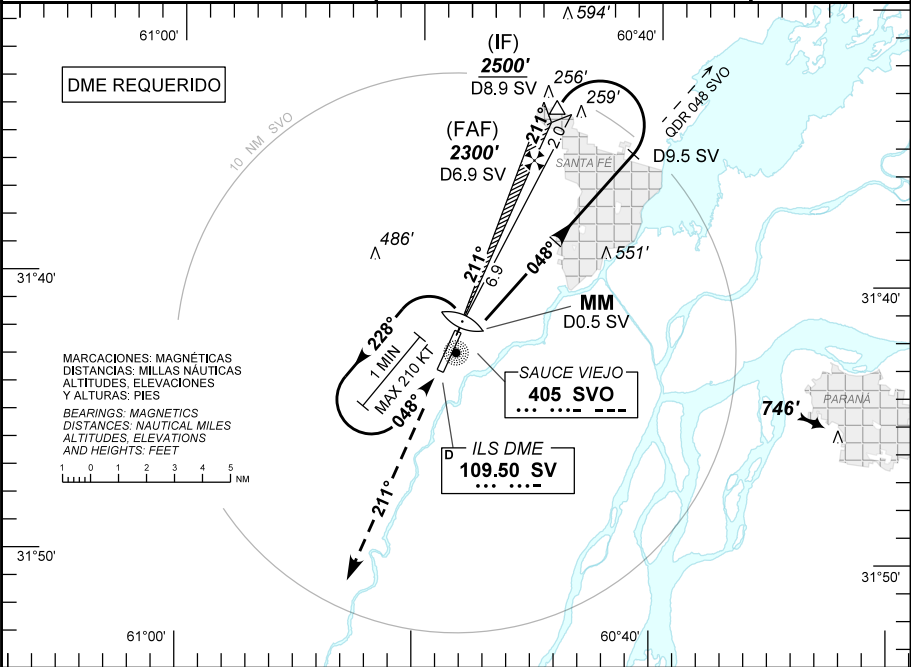 61°00'
594'
60°40'
DME REQUERIDO
(IF)
2500'
D8.9 SV
256'
259'
QDR 048 SVO
10 NM SVO
211°
2.0
(FAF)
2300'
D6.9 SV
SANTA FÉ
D9.5 SV
486'
048°
551'
211°
6.9
31°40'
31°40'
MM
D0.5 SV
228°
1 MIN
MAX 210 KT
048°
MARCACIONES: MAGNÉTICAS
DISTANCIAS: MILLAS NÁUTICAS
ALTITUDES, ELEVACIONES
Y ALTURAS: PIES
BEARINGS: MAGNETICS
DISTANCES: NAUTICAL MILES
ALTITUDES, ELEVATIONS
AND HEIGHTS: FEET
1 0 1 2 3 4 5 NM
SAUCE VIEJO
405 SVO
PARANÁ
746'
D ILS DME
109.50 SV
211°
31°50'
31°50'
61°00'
60°40'